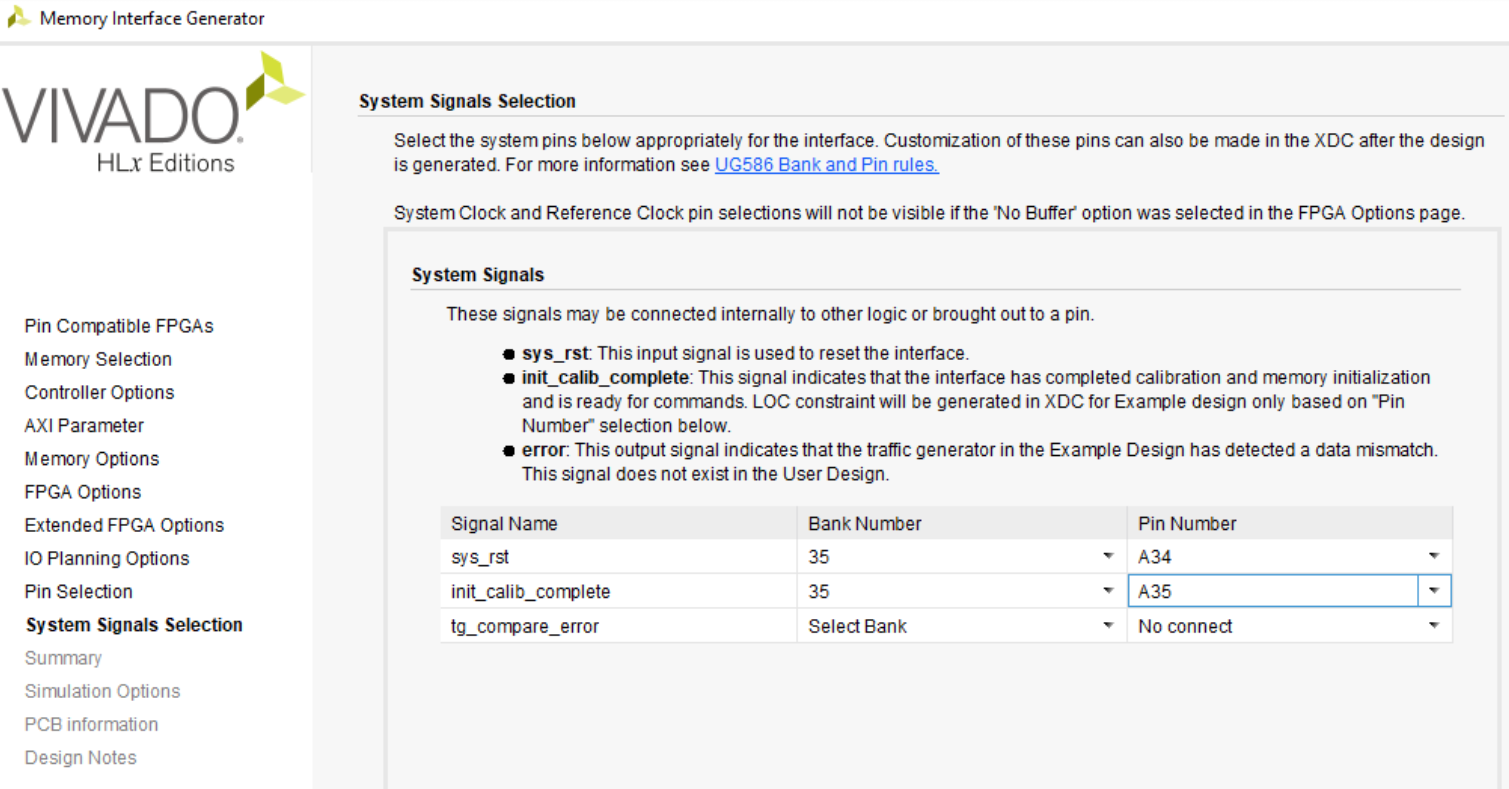 Memory Interface Generator
VIVADO.
HLx Editions
Pin Compatible FPGAs
Memory Selection
Controller Options
AXI Parameter
Memory Options
FPGA Options
Extended FPGA Options
IO Planning Options
Pin Selection
System Signals Selection
Summary
Simulation Options
PCB information
Design Notes
System Signals Selection
Select the system pins below appropriately for the interface. Customization of these pins can also be made in the XDC after the design
is generated. For more information see UG586 Bank and Pin rules.
System Clock and Reference Clock pin selections will not be visible if the 'No Buffer' option was selected in the FPGA Options page.
System Signals
These signals may be connected internally to other logic or brought out to a pin.
● sys_rst: This input signal is used to reset the interface.
● init_calib_complete: This signal indicates that the interface has completed calibration and memory initialization
and is ready for commands. LOC constraint will be generated in XDC for Example design only based on "Pin
Number" selection below.
● error: This output signal indicates that the traffic generator in the Example Design has detected a data mismatch.
This signal does not exist in the User Design.
Signal Name Bank Number Pin Number
sys_rst 35 A34
init_calib_complete 35 A35
tg_compare_error Select Bank No connect